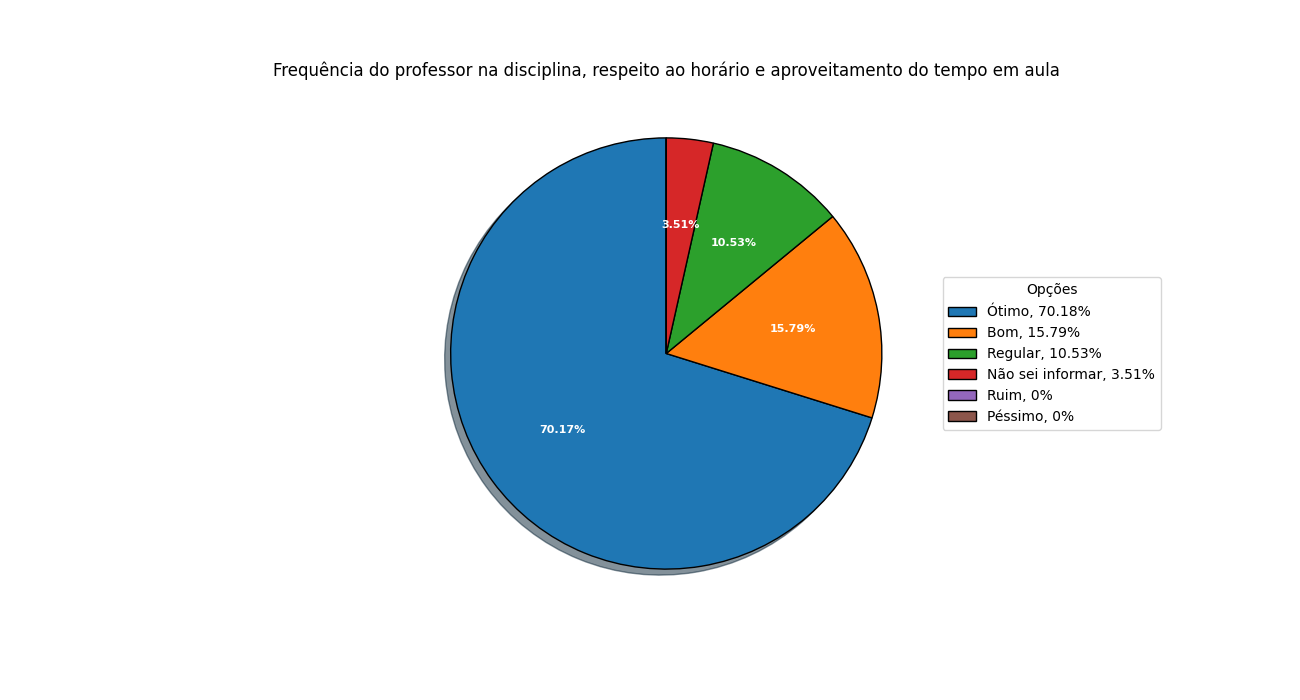 Frequência do professor na disciplina, respeito ao horário e aproveitamento do tempo em aula
3.51%
10.53%
15.79%
70.17%
Opções
Ótimo, 70.18%
Bom, 15.79%
Regular, 10.53%
Não sei informar, 3.51%
Ruim, 0%
Péssimo, 0%